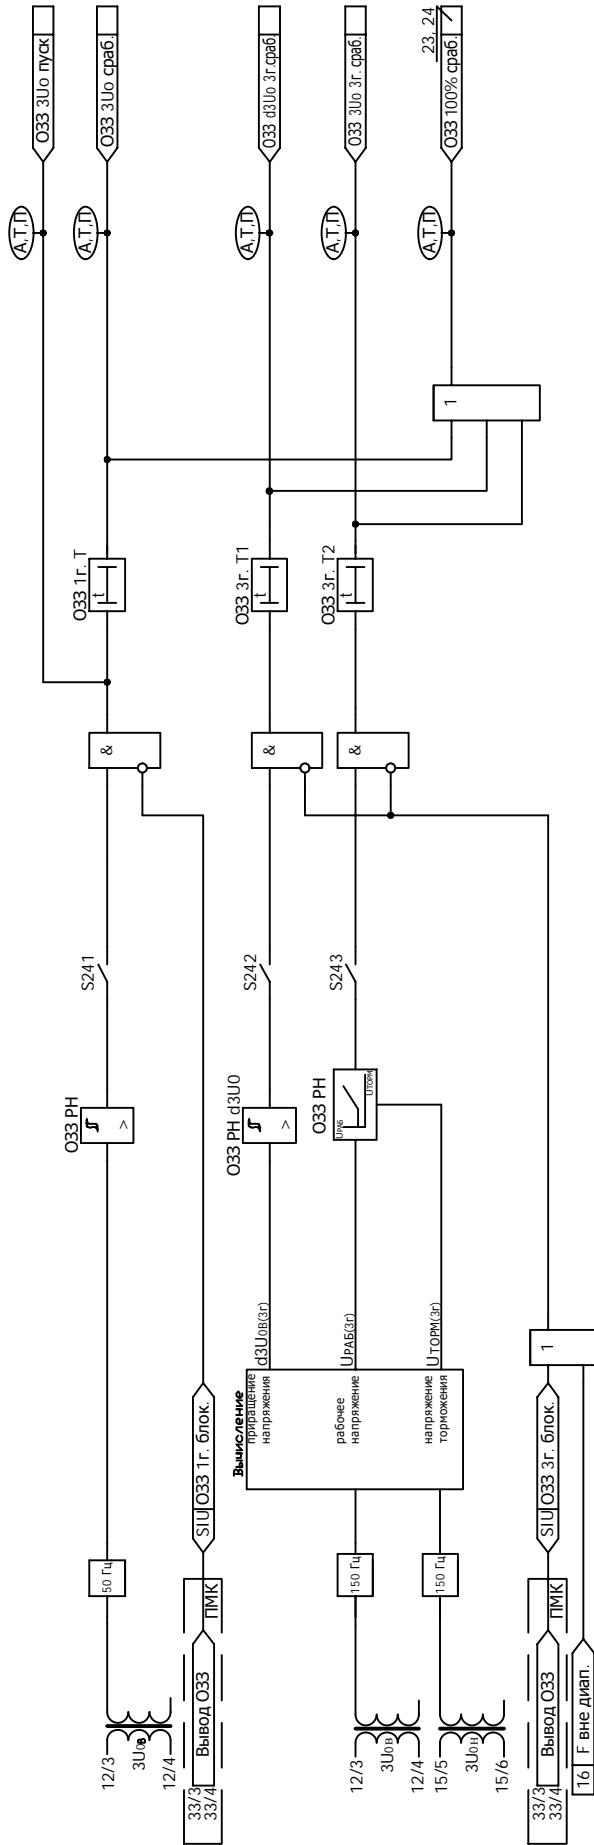 12/3
3U0в
12/4
50 Гц
ОЗЗ РН
>
S241
&
ОЗЗ 1г. Т
t
А,Т,П
ОЗЗ 3Uо пуск
А,Т,П
ОЗЗ 3Uо сраб.
33/3
33/4
Вывод ОЗЗ
ПМК
SIU ОЗЗ 1г. блок.
Вычисление
приращение
напряжения
d3U0В(3г)
ОЗЗ РН d3U0
>
S242
&
ОЗЗ 3г. Т1
t
А,Т,П
ОЗЗ d3Uо 3г.сраб.
12/3
3U0В
12/4
150 Гц
рабочее
напряжение
UРАБ(3г)
ОЗЗ РН
UРАБ
UТОРМ
S243
&
ОЗЗ 3г. Т2
t
А,Т,П
ОЗЗ 3Uо 3г. сраб.
15/5
3U0Н
15/6
150 Гц
напряжение
торможения
UТОРМ(3г)
1
А,Т,П
ОЗЗ 100% сраб.
23, 24
33/3
33/4
Вывод ОЗЗ
ПМК
SIU ОЗЗ 3г. блок.
1
16 F вне диап.